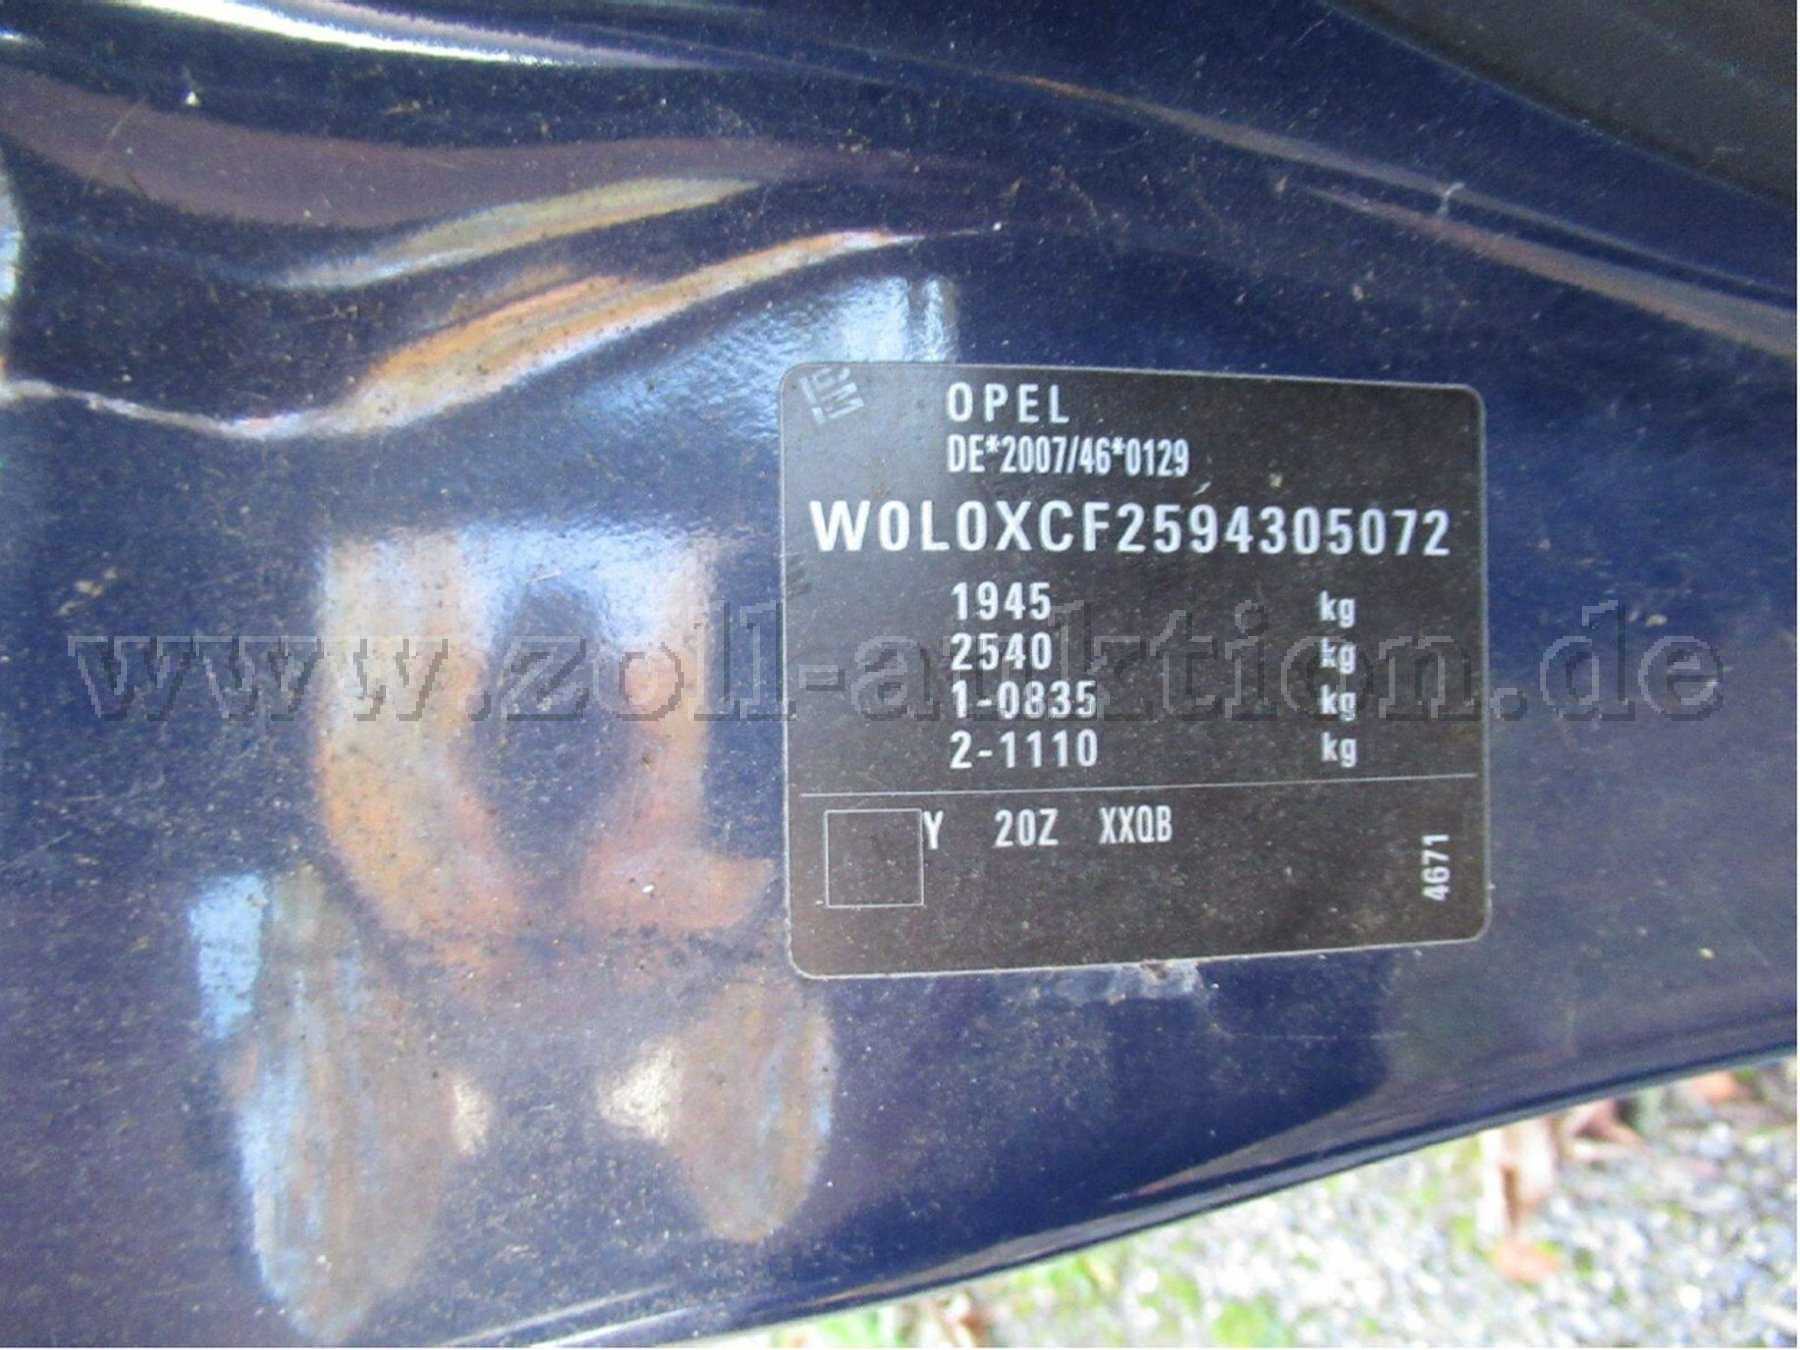 GM
OPEL
DE*2007/46*0129
W0L0XCF2594305072
1945 kg
2540 kg
1-0835 kg
2-1110 kg
Y 20Z XXQB
4671
www.zoll-auktion.de